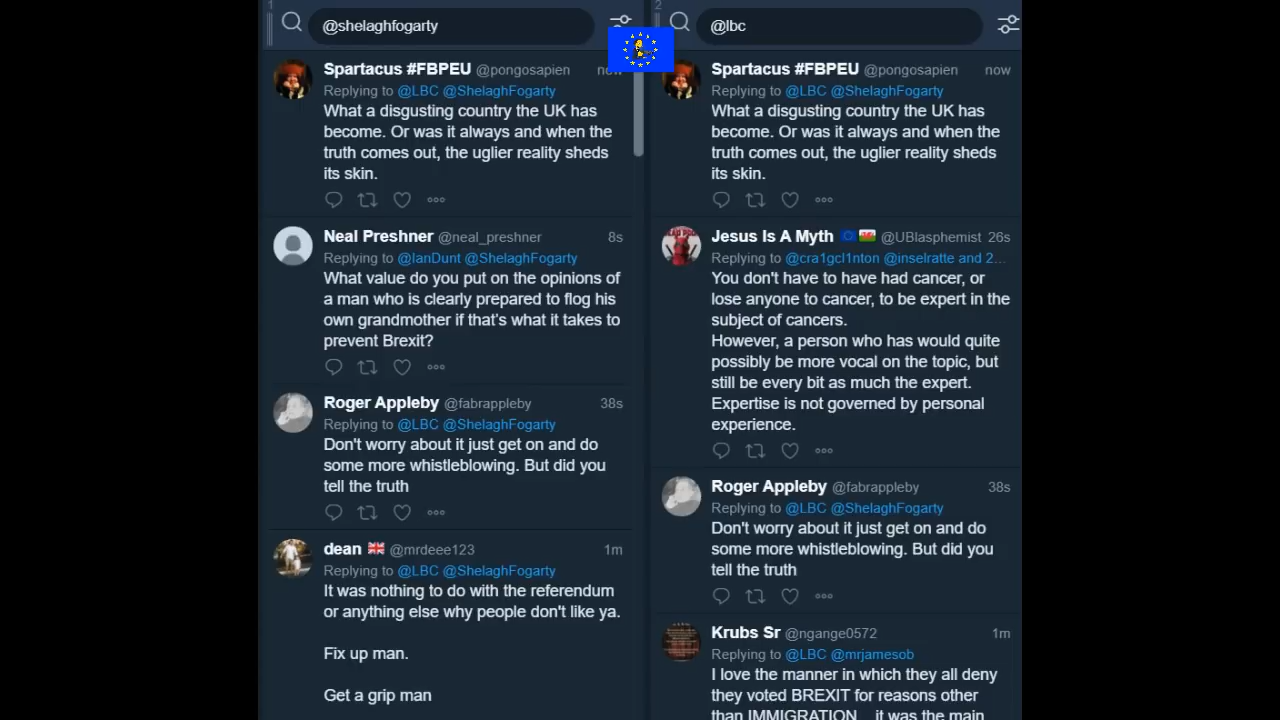 1
@shelaghfogarty
Spartacus #FBPEU @pongosapien now
Replying to @LBC @ShelaghFogarty
What a disgusting country the UK has
become. Or was it always and when the
truth comes out, the uglier reality sheds
its skin.
Neal Preshner @neal_preshner 8s
Replying to @IanDunt @ShelaghFogarty
What value do you put on the opinions of
a man who is clearly prepared to flog his
own grandmother if that's what it takes to
prevent Brexit?
Roger Appleby @fabrappleby 38s
Replying to @LBC @ShelaghFogarty
Don't worry about it just get on and do
some more whistleblowing. But did you
tell the truth
dean @mrdeee123 1m
Replying to @LBC @ShelaghFogarty
It was nothing to do with the referendum
or anything else why people don't like ya.
Fix up man.
Get a grip man
2
@lbc
Spartacus #FBPEU @pongosapien now
Replying to @LBC @ShelaghFogarty
What a disgusting country the UK has
become. Or was it always and when the
truth comes out, the uglier reality sheds
its skin.
Jesus Is A Myth @UBlasphemist 26s
Replying to @cra1gcl1nton @inselratte and 2...
You don't have to have had cancer, or
lose anyone to cancer, to be expert in the
subject of cancers.
However, a person who has would quite
possibly be more vocal on the topic, but
still be every bit as much the expert.
Expertise is not governed by personal
experience.
Roger Appleby @fabrappleby 38s
Replying to @LBC @ShelaghFogarty
Don't worry about it just get on and do
some more whistleblowing. But did you
tell the truth
Krubs Sr @ngange0572 1m
Replying to @LBC @mrjamesob
I love the manner in which they all deny
they voted BREXIT for reasons other
than IMMIGRATION... it was the main